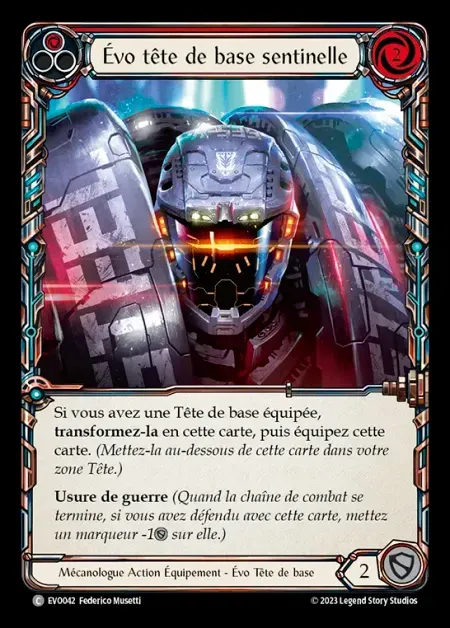 Évo tête de base sentinelle
2
Si vous avez une Tête de base équipée,
transformez-la en cette carte, puis équipez cette
carte. (Mettez-la au-dessous de cette carte dans votre
zone Tête.)
Usure de guerre (Quand la chaîne de combat se
termine, si vous avez défendu avec cette carte, mettez
un marqueur -1 sur elle.)
Mécanologue Action Équipement - Évo Tête de base
2
C EVO042 Federico Musetti
© 2023 Legend Story Studios